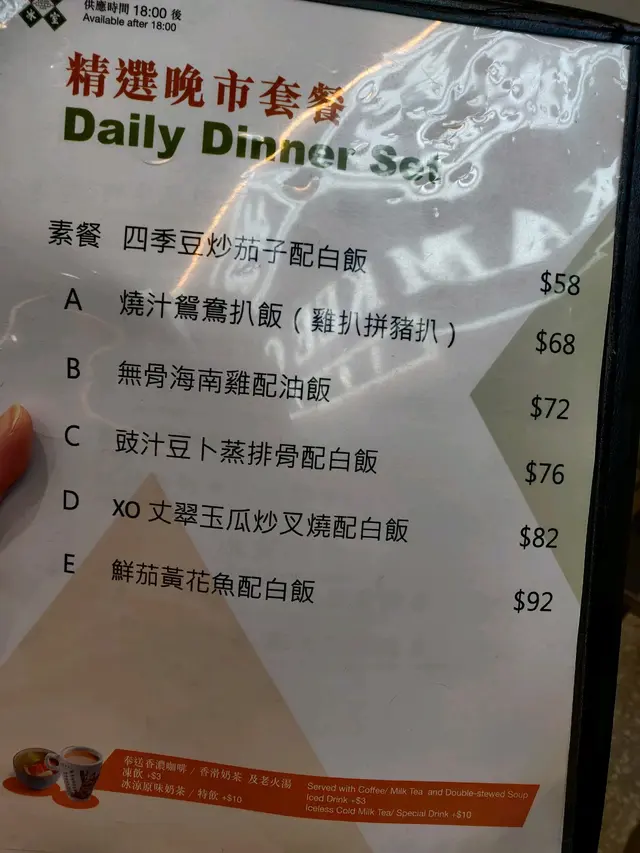 冰室
供應時間 18:00 後
Available after 18:00
精選晚市套餐
Daily Dinner Set
素餐 四季豆炒茄子配白飯 $58
A 燒汁鴛鴦扒飯（雞扒拼豬扒） $68
B 無骨海南雞配油飯 $72
C 豉汁豆卜蒸排骨配白飯 $76
D xo 丈翠玉瓜炒叉燒配白飯 $82
E 鮮茄黃花魚配白飯 $92
奉送香濃咖啡 / 香滑奶茶 及老火湯
凍飲 +$3
冰涼原味奶茶 / 特飲 +$10
Served with Coffee/ Milk Tea and Double-stewed Soup
Iced Drink +$3
Iceless Cold Milk Tea/ Special Drink +$10